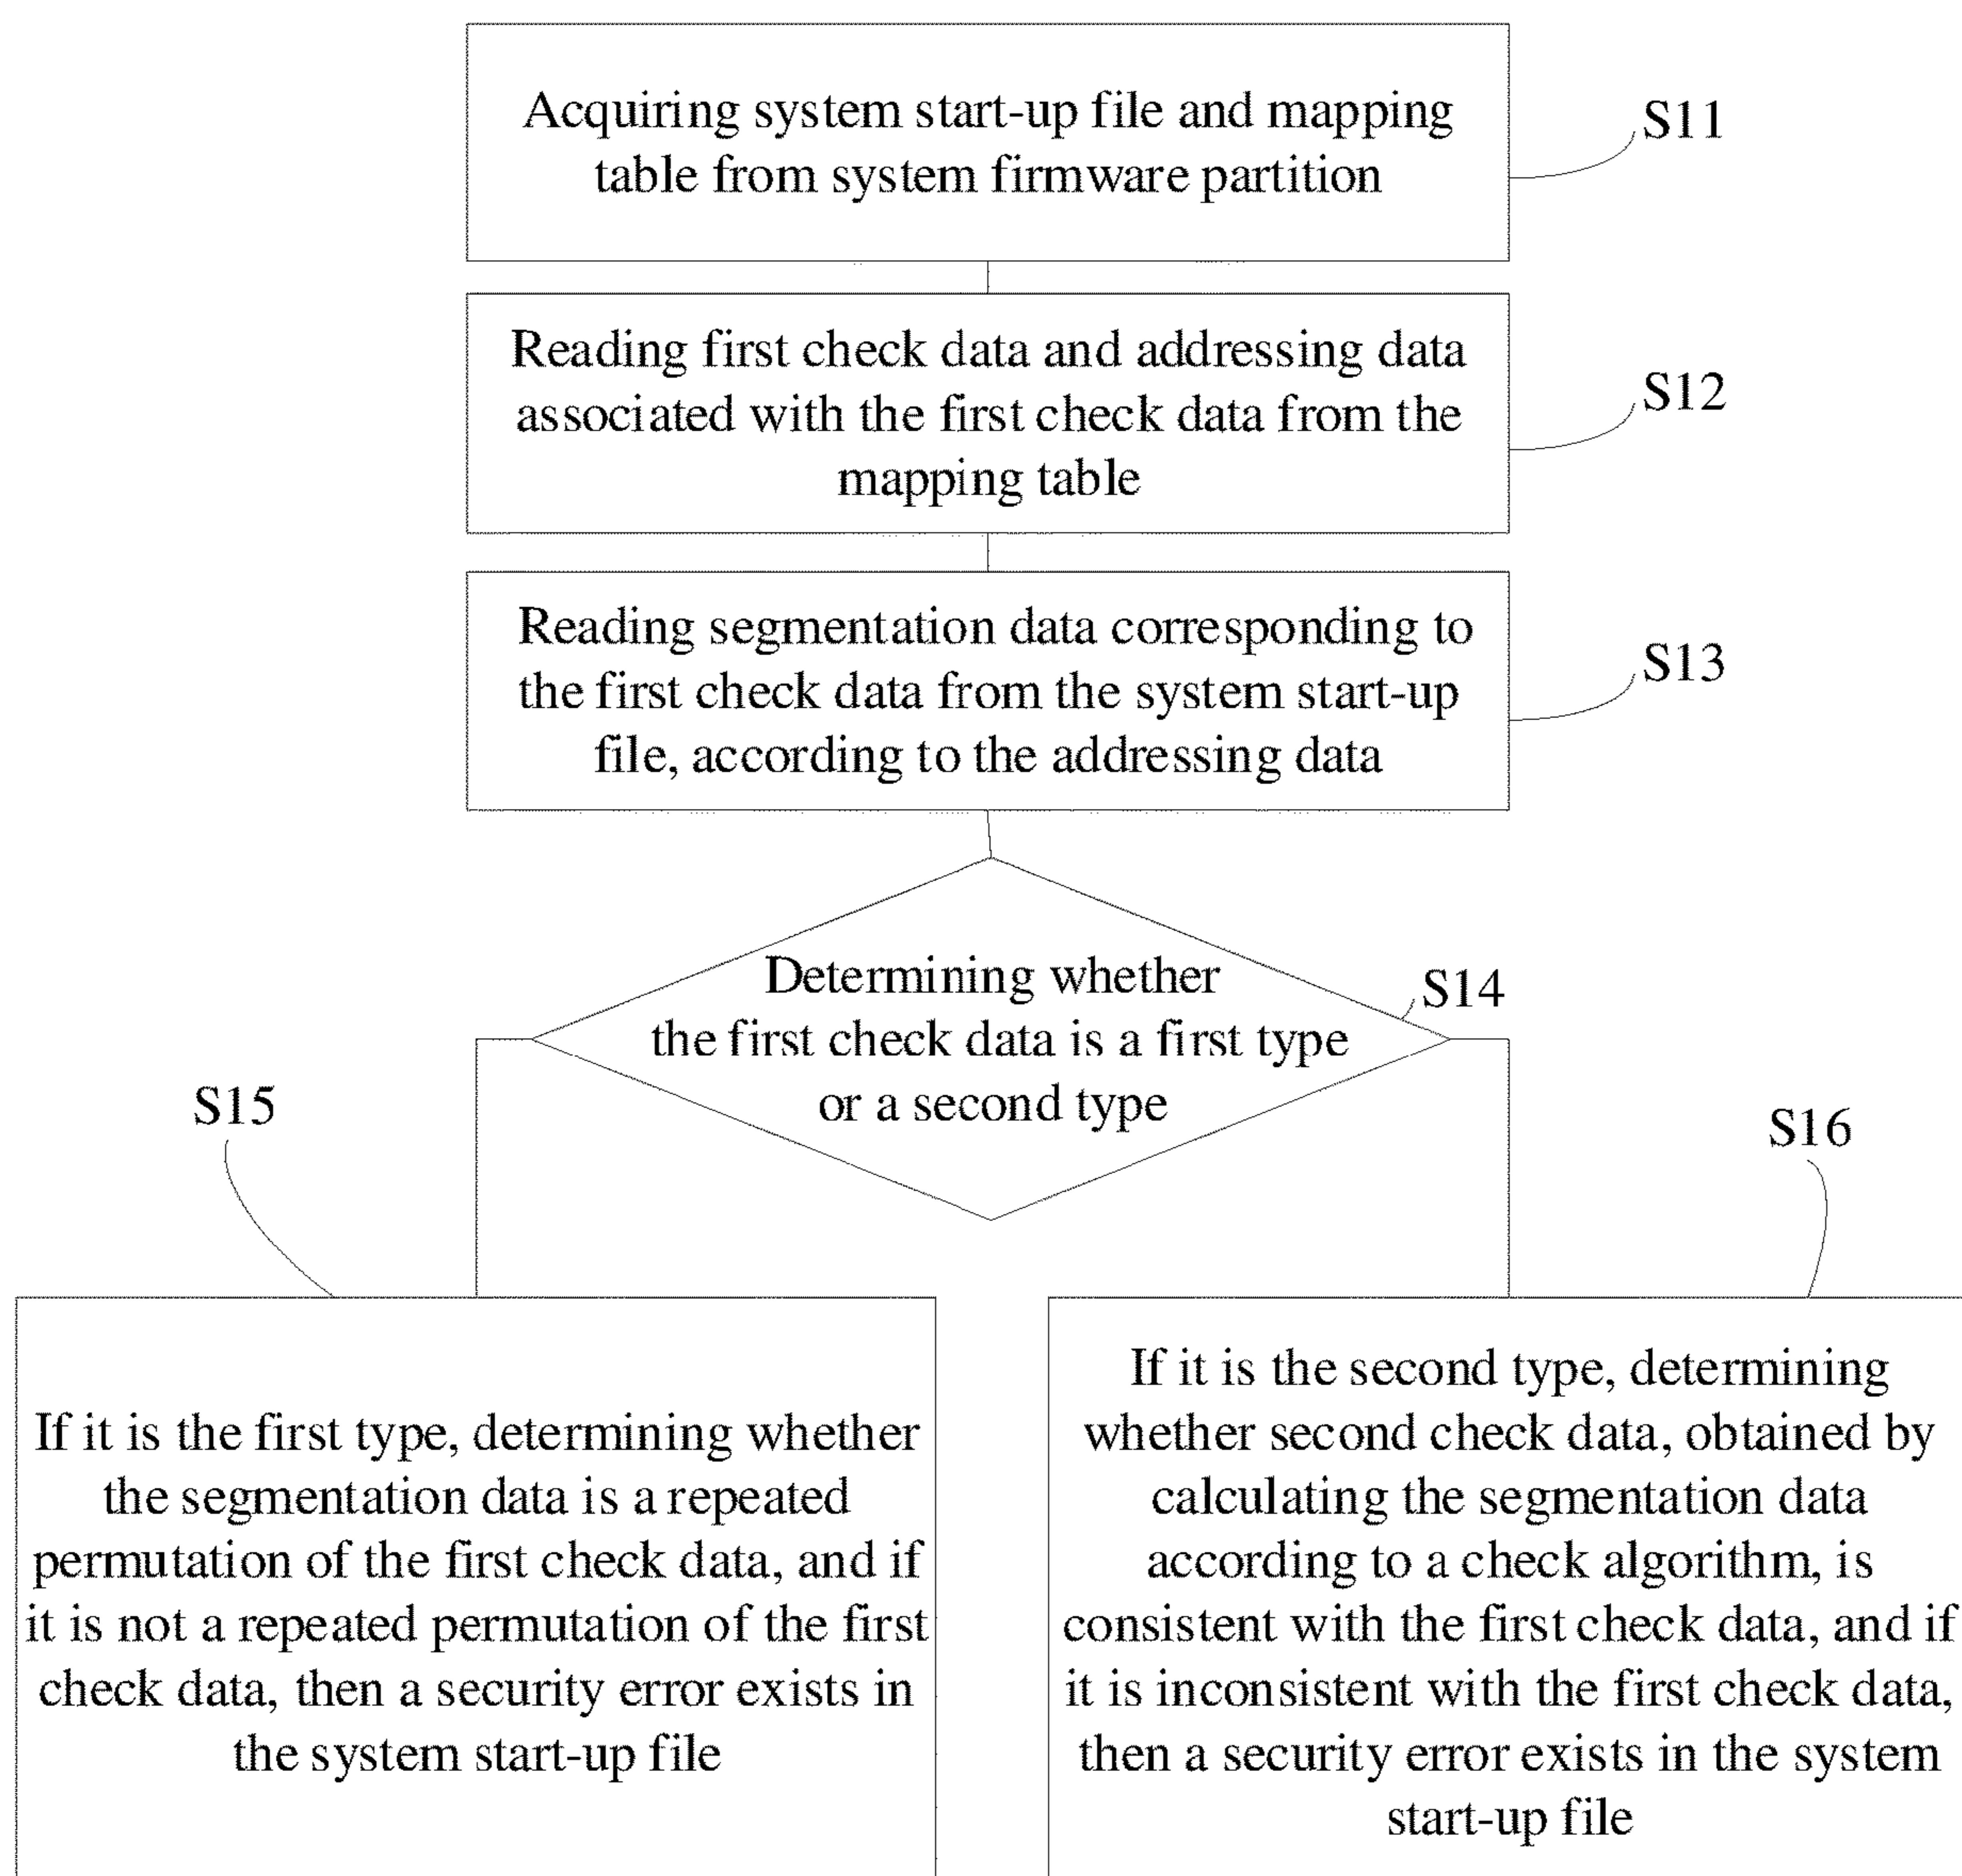 Acquiring system start-up file and mapping
table from system firmware partition
S11
Reading first check data and addressing data
associated with the first check data from the
mapping table
S12
Reading segmentation data corresponding to
the first check data from the system start-up
file, according to the addressing data
S13
Determining whether
the first check data is a first type
or a second type
S14
S15
If it is the first type, determining whether
the segmentation data is a repeated
permutation of the first check data, and if
it is not a repeated permutation of the first
check data, then a security error exists in
the system start-up file
S16
If it is the second type, determining
whether second check data, obtained by
calculating the segmentation data
according to a check algorithm, is
consistent with the first check data, and if
it is inconsistent with the first check data,
then a security error exists in the system
start-up file